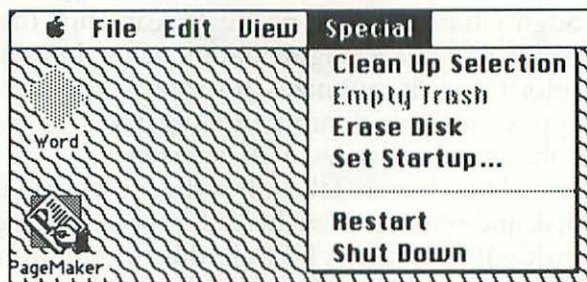 File Edit View Special
Clean Up Selection
Empty Trash
Erase Disk
Set Startup...
Restart
Shut Down
Word
PageMaker